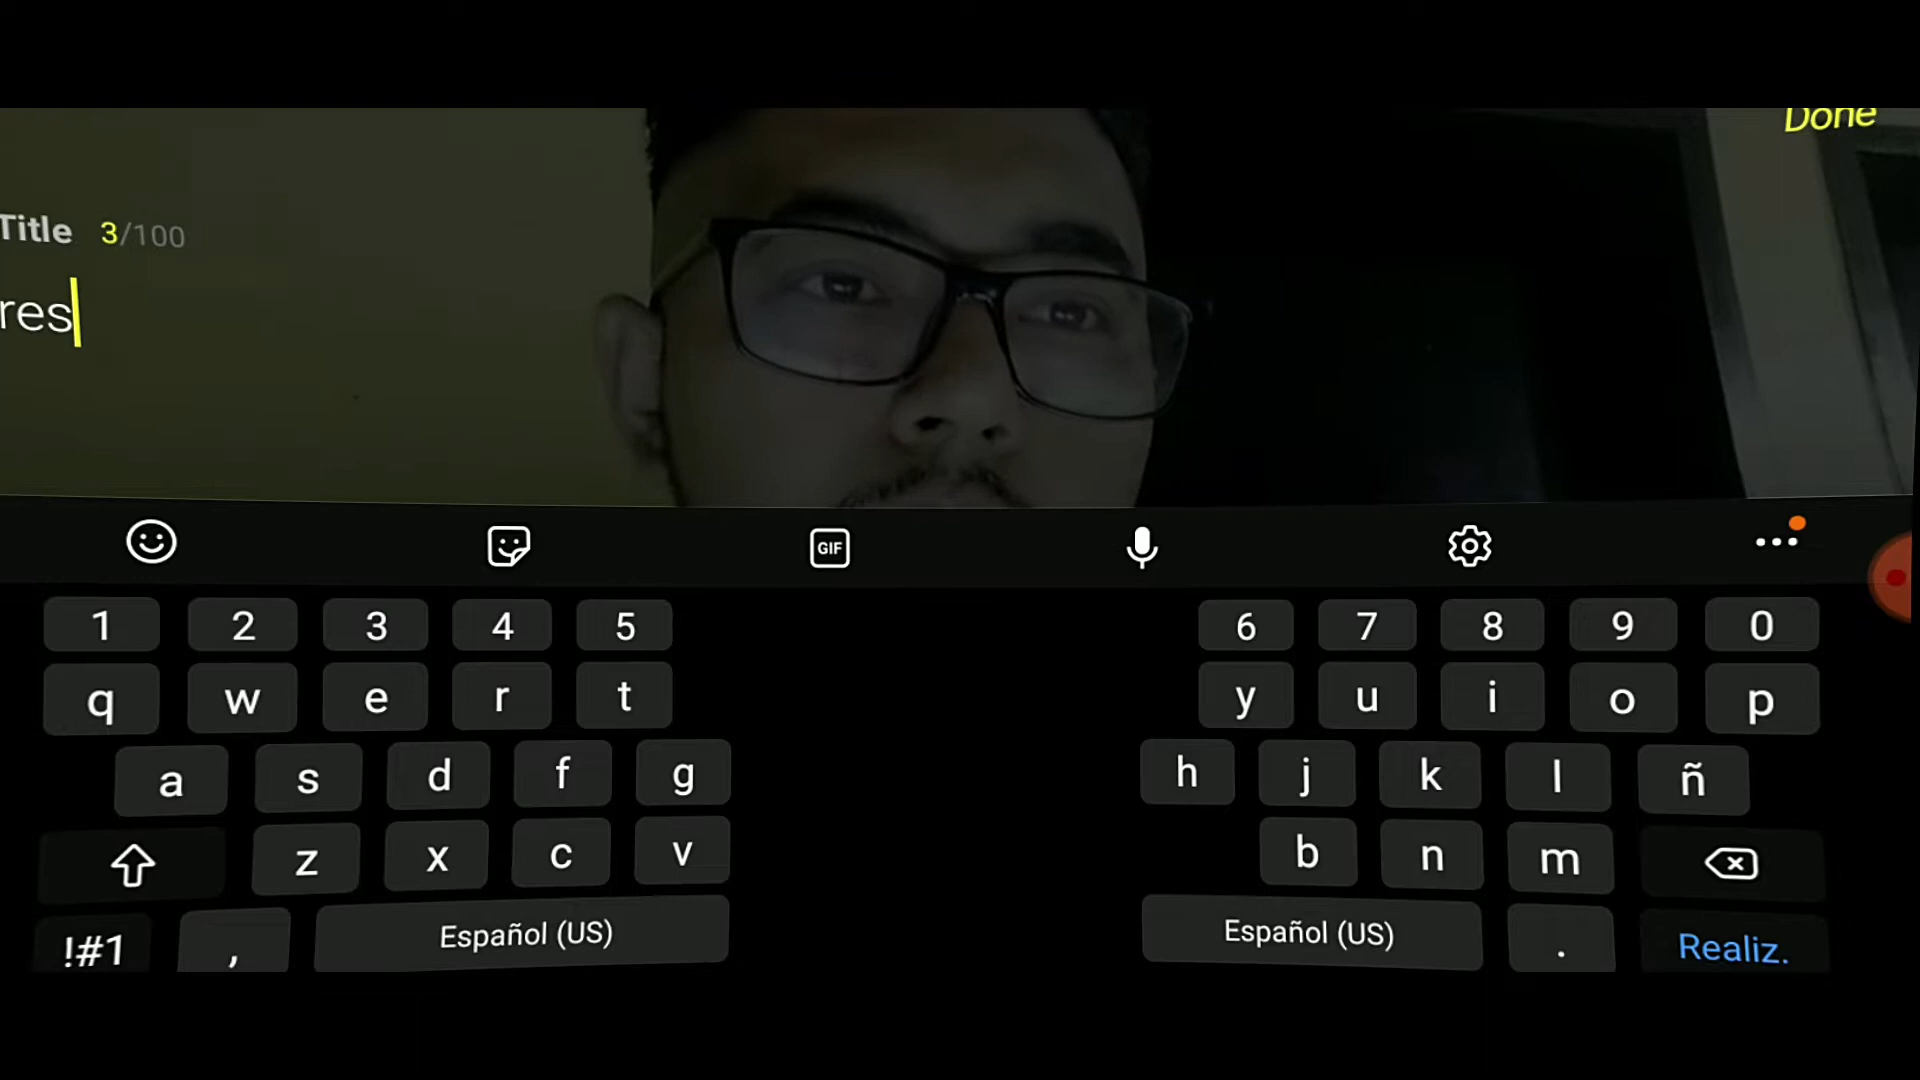 Done
Title 3/100
res
GIF
1 2 3 4 5 6 7 8 9 0
q w e r t y u i o p
a s d f g h j k l ñ
z x c v b n m
!#1 , Español (US) Español (US) . Realiz.